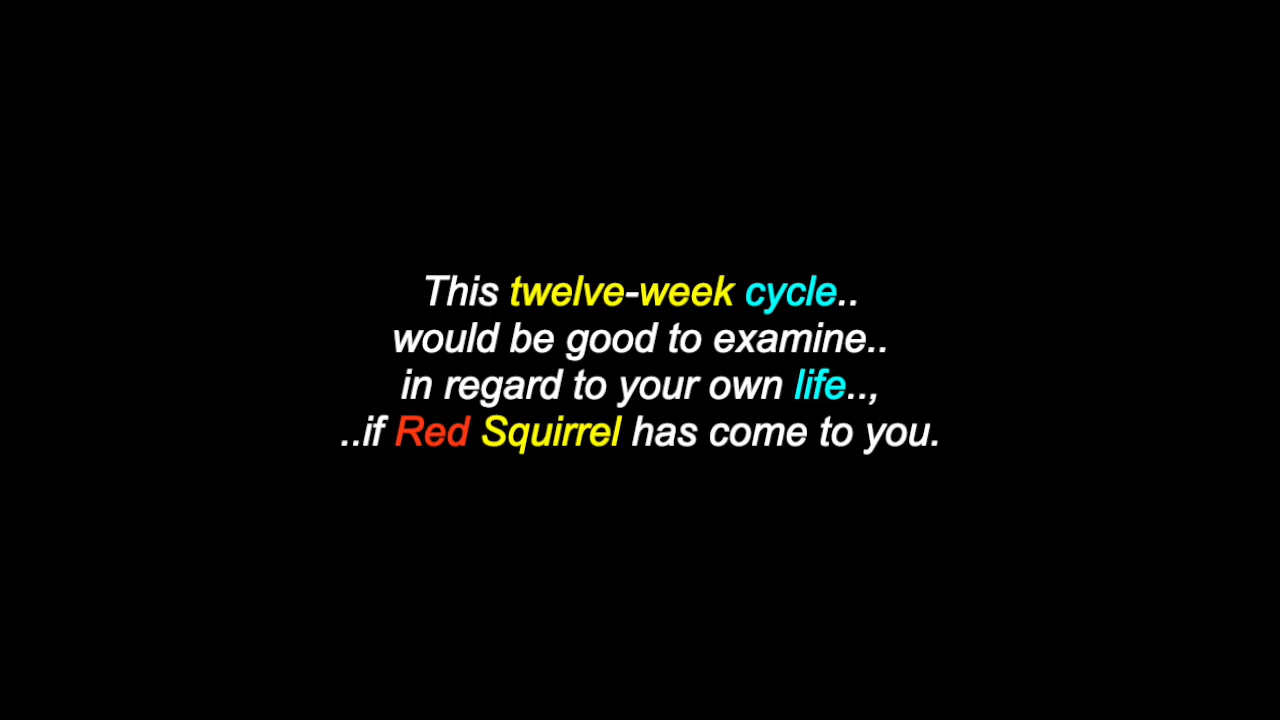 This twelve-week cycle..
would be good to examine..
in regard to your own life..,
..if Red Squirrel has come to you.